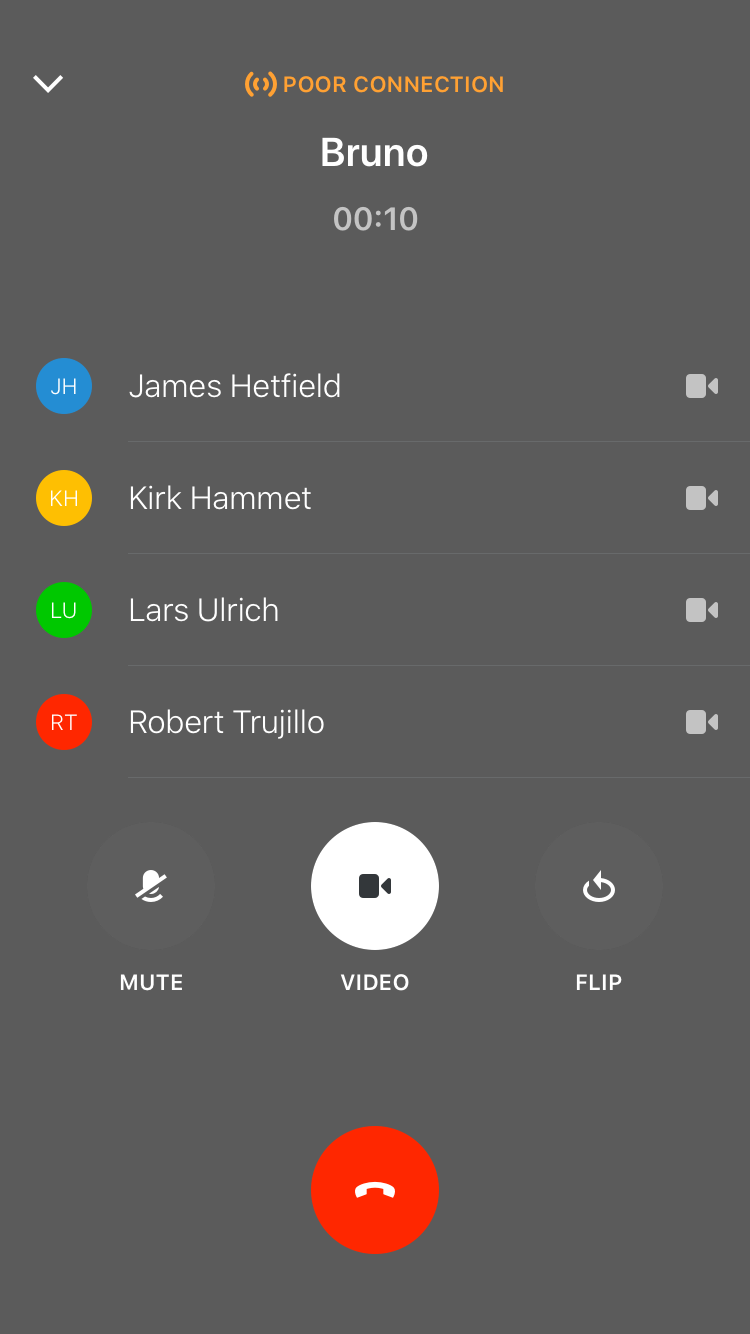 POOR CONNECTION
Bruno
00:10
JH James Hetfield
KH Kirk Hammet
LU Lars Ulrich
RT Robert Trujillo
MUTE VIDEO FLIP